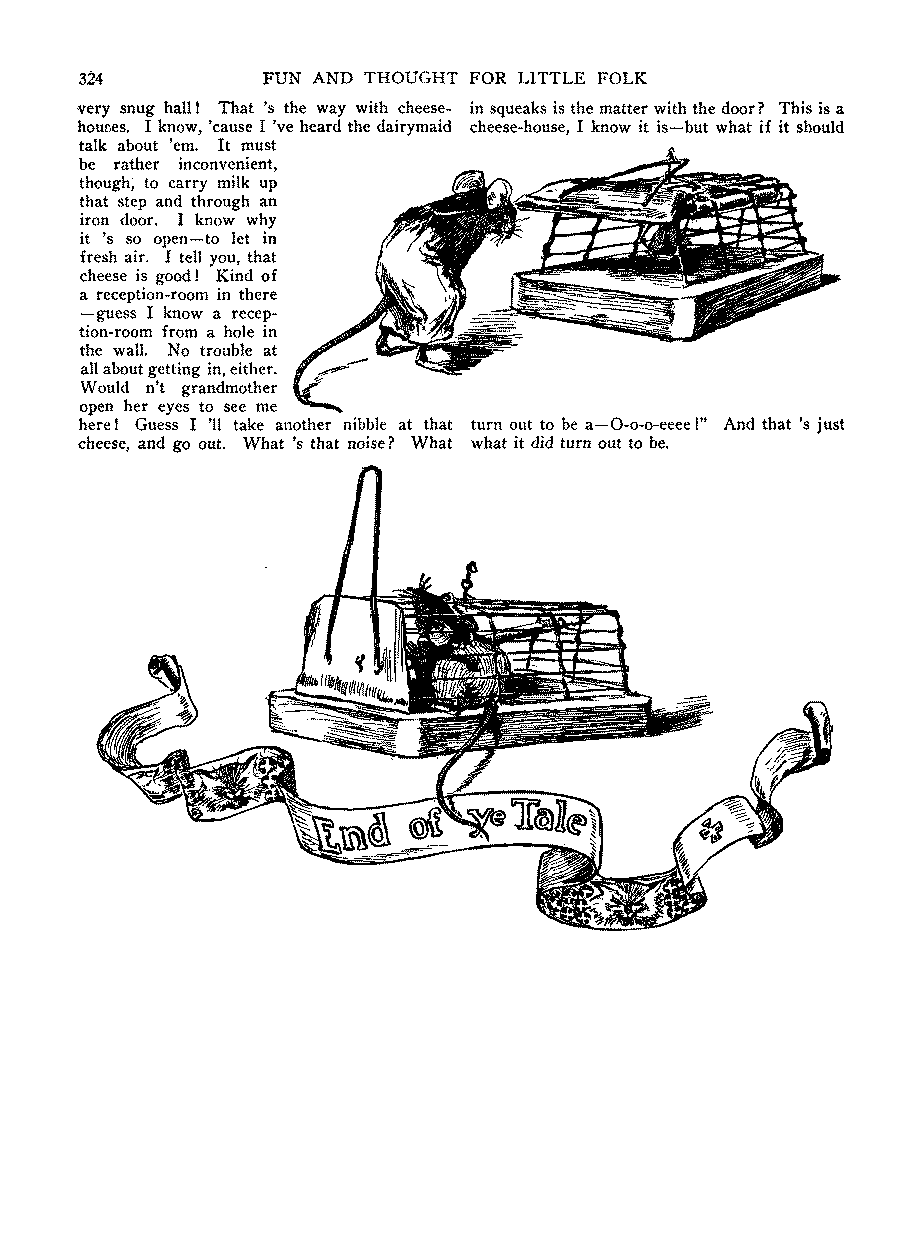 324 FUN AND THOUGHT FOR LITTLE FOLK
very snug hall! That 's the way with cheese-
houses. I know, 'cause I 've heard the dairymaid
talk about 'em. It must
be rather inconvenient,
though, to carry milk up
that step and through an
iron door. I know why
it 's so open—to let in
fresh air. I tell you, that
cheese is good! Kind of
a reception-room in there
—guess I know a recep-
tion-room from a hole in
the wall. No trouble at
all about getting in, either.
Would n't grandmother
open her eyes to see me
here! Guess I 'll take another nibble at that
cheese, and go out. What 's that noise? What
in squeaks is the matter with the door? This is a
cheese-house, I know it is—but what if it should
turn out to be a—O-o-o-eeee!" And that 's just
what it did turn out to be.
End of ye Tale